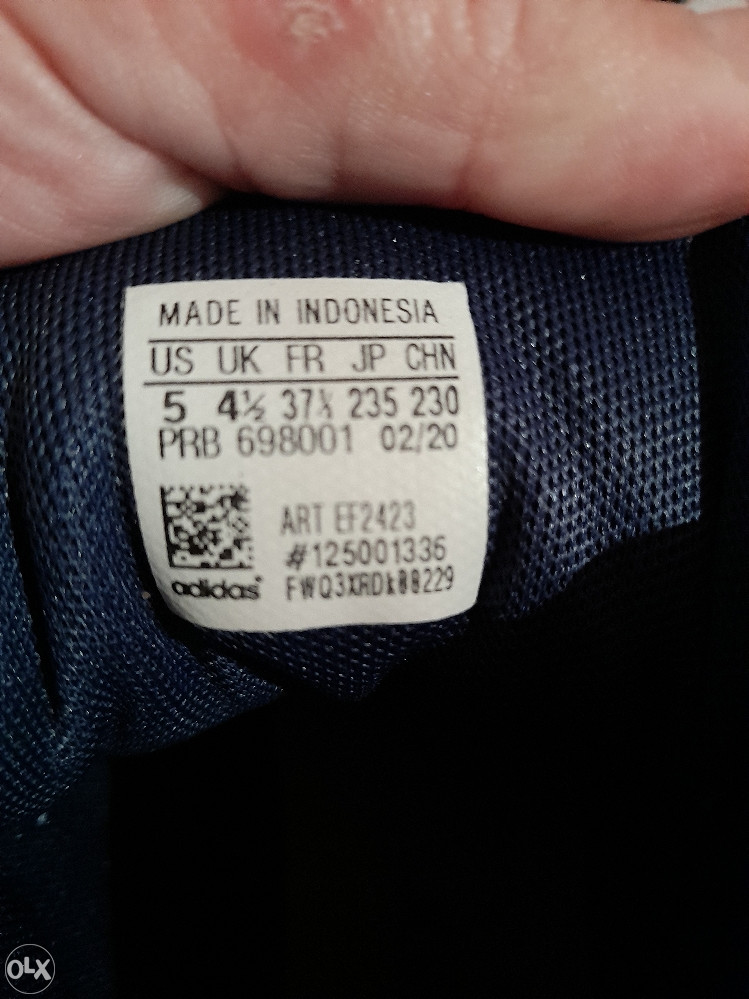 MADE IN INDONESIA
US UK FR JP CHN
5 4½ 37⅓ 235 230
PRB 698001 02/20
ART EF2423
#125001336
adidas
OLX